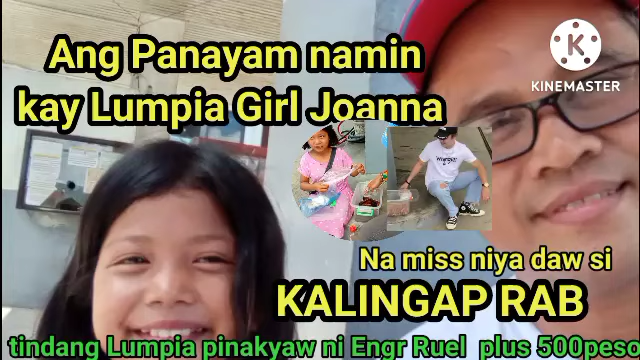 Ang Panayam namin
kay Lumpia Girl Joanna
KINEMASTER
Na miss niya daw si
KALINGAP RAB
tindang Lumpia pinakyaw ni Engr Ruel plus 500peso